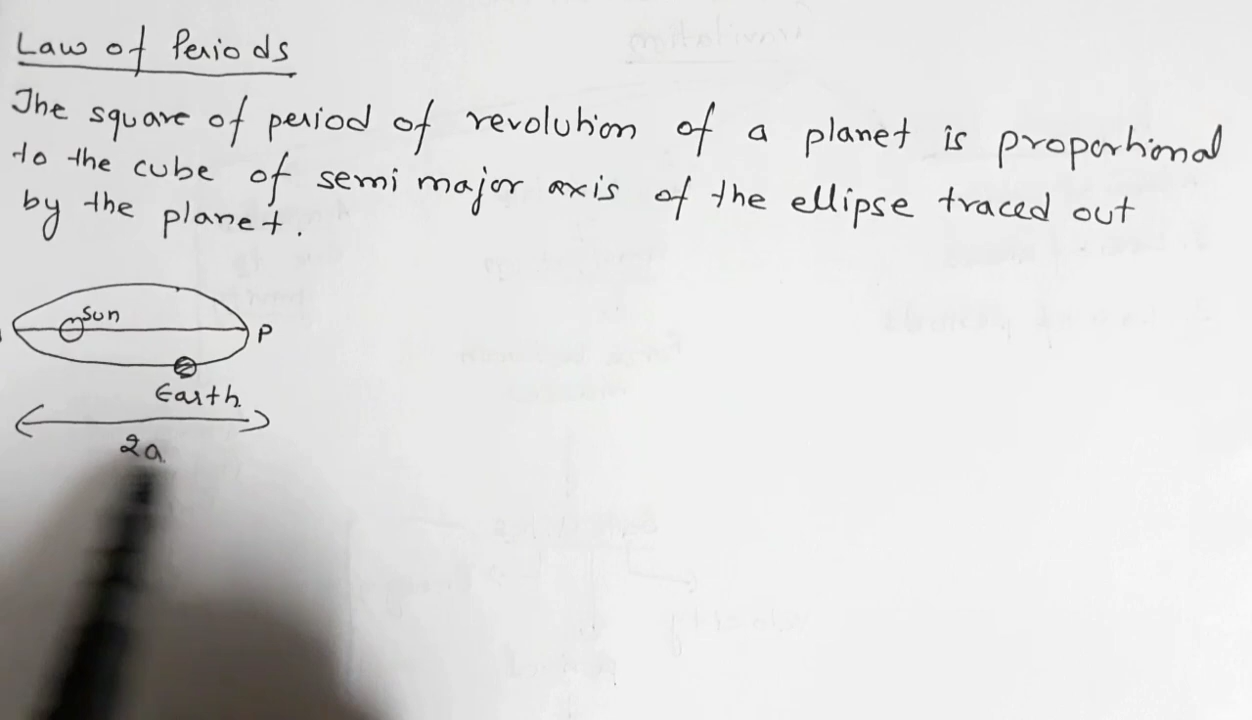 Law of Periods
The square of period of revolution of a planet is proportional
to the cube of semi major axis of the ellipse traced out
by the planet.
Sun
P
Earth.
2a